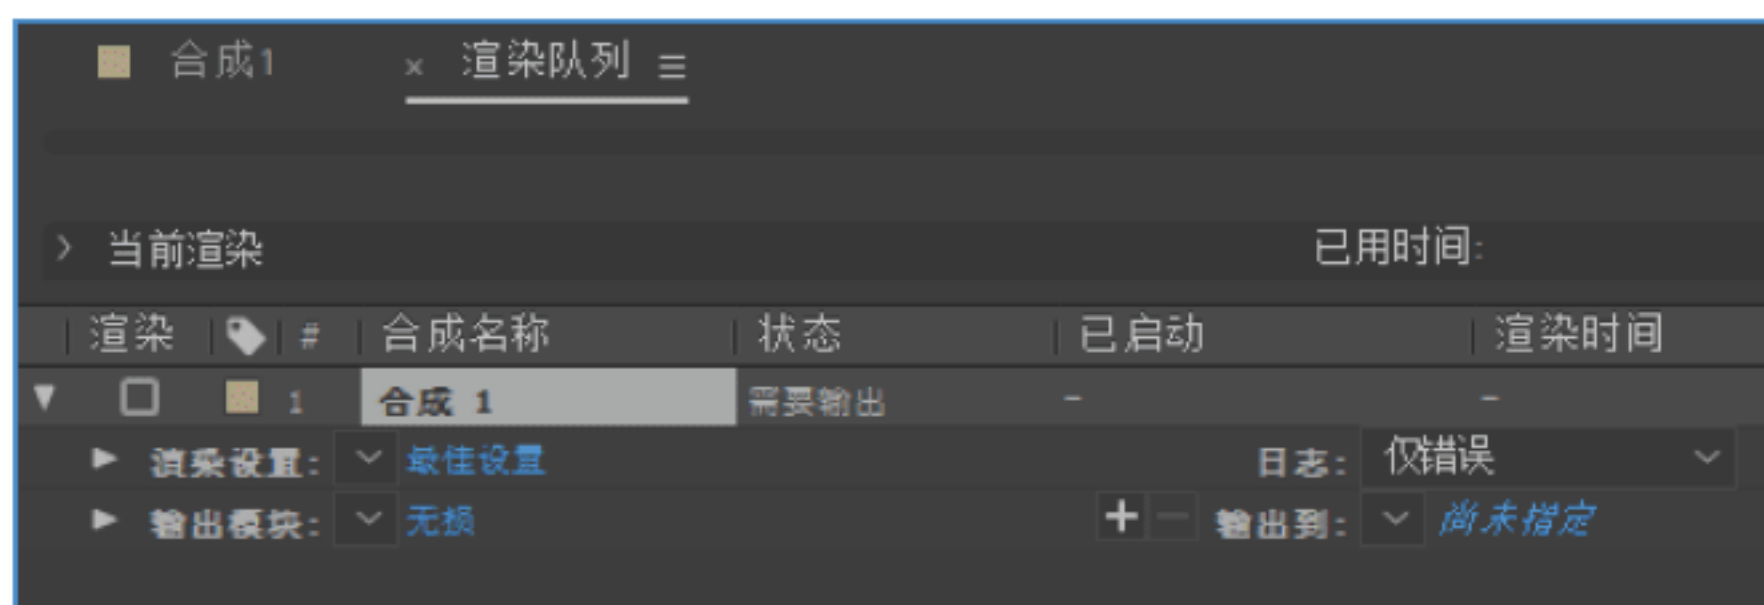 合成1 × 渲染队列 ☰
> 当前渲染 已用时间:
渲染 # 合成名称 状态 已启动 渲染时间
1 合成 1 需要输出 - -
渲染设置: 最佳设置 日志: 仅错误
输出模块: 无损 + - 输出到: 尚未指定